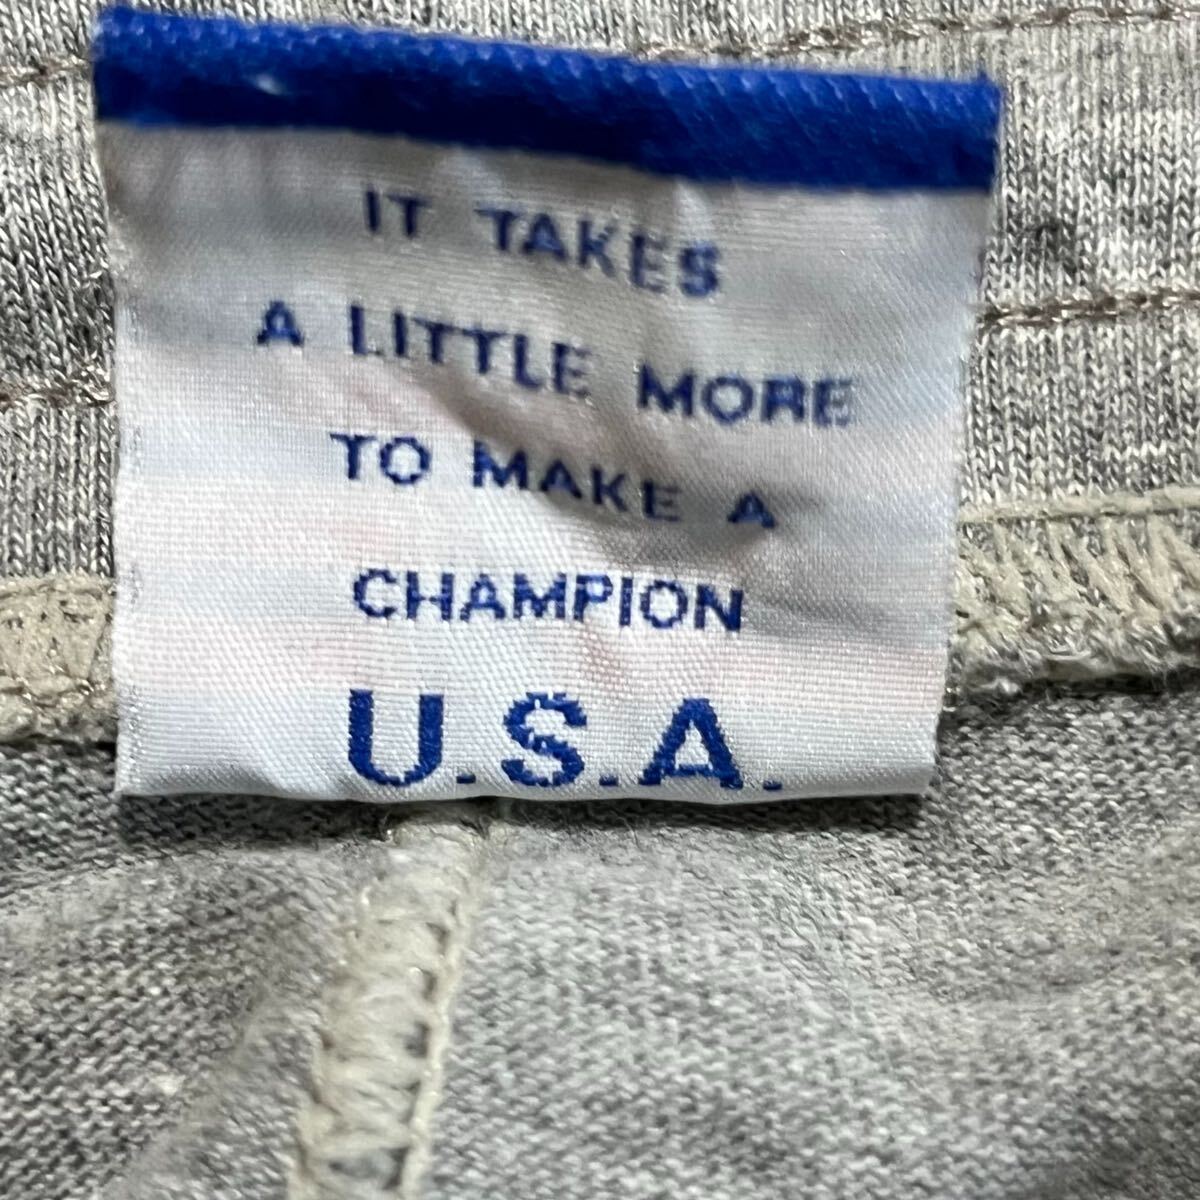 IT TAKES
A LITTLE MORE
TO MAKE A
CHAMPION
U.S.A.